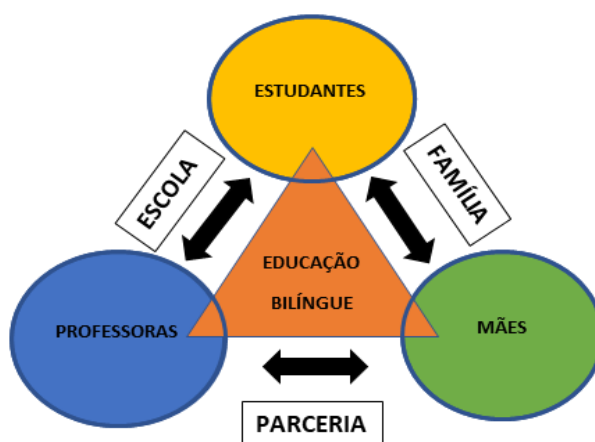 ESTUDANTES
ESCOLA
FAMÍLIA
EDUCAÇÃO
BILÍNGUE
PROFESSORAS
MÃES
PARCERIA